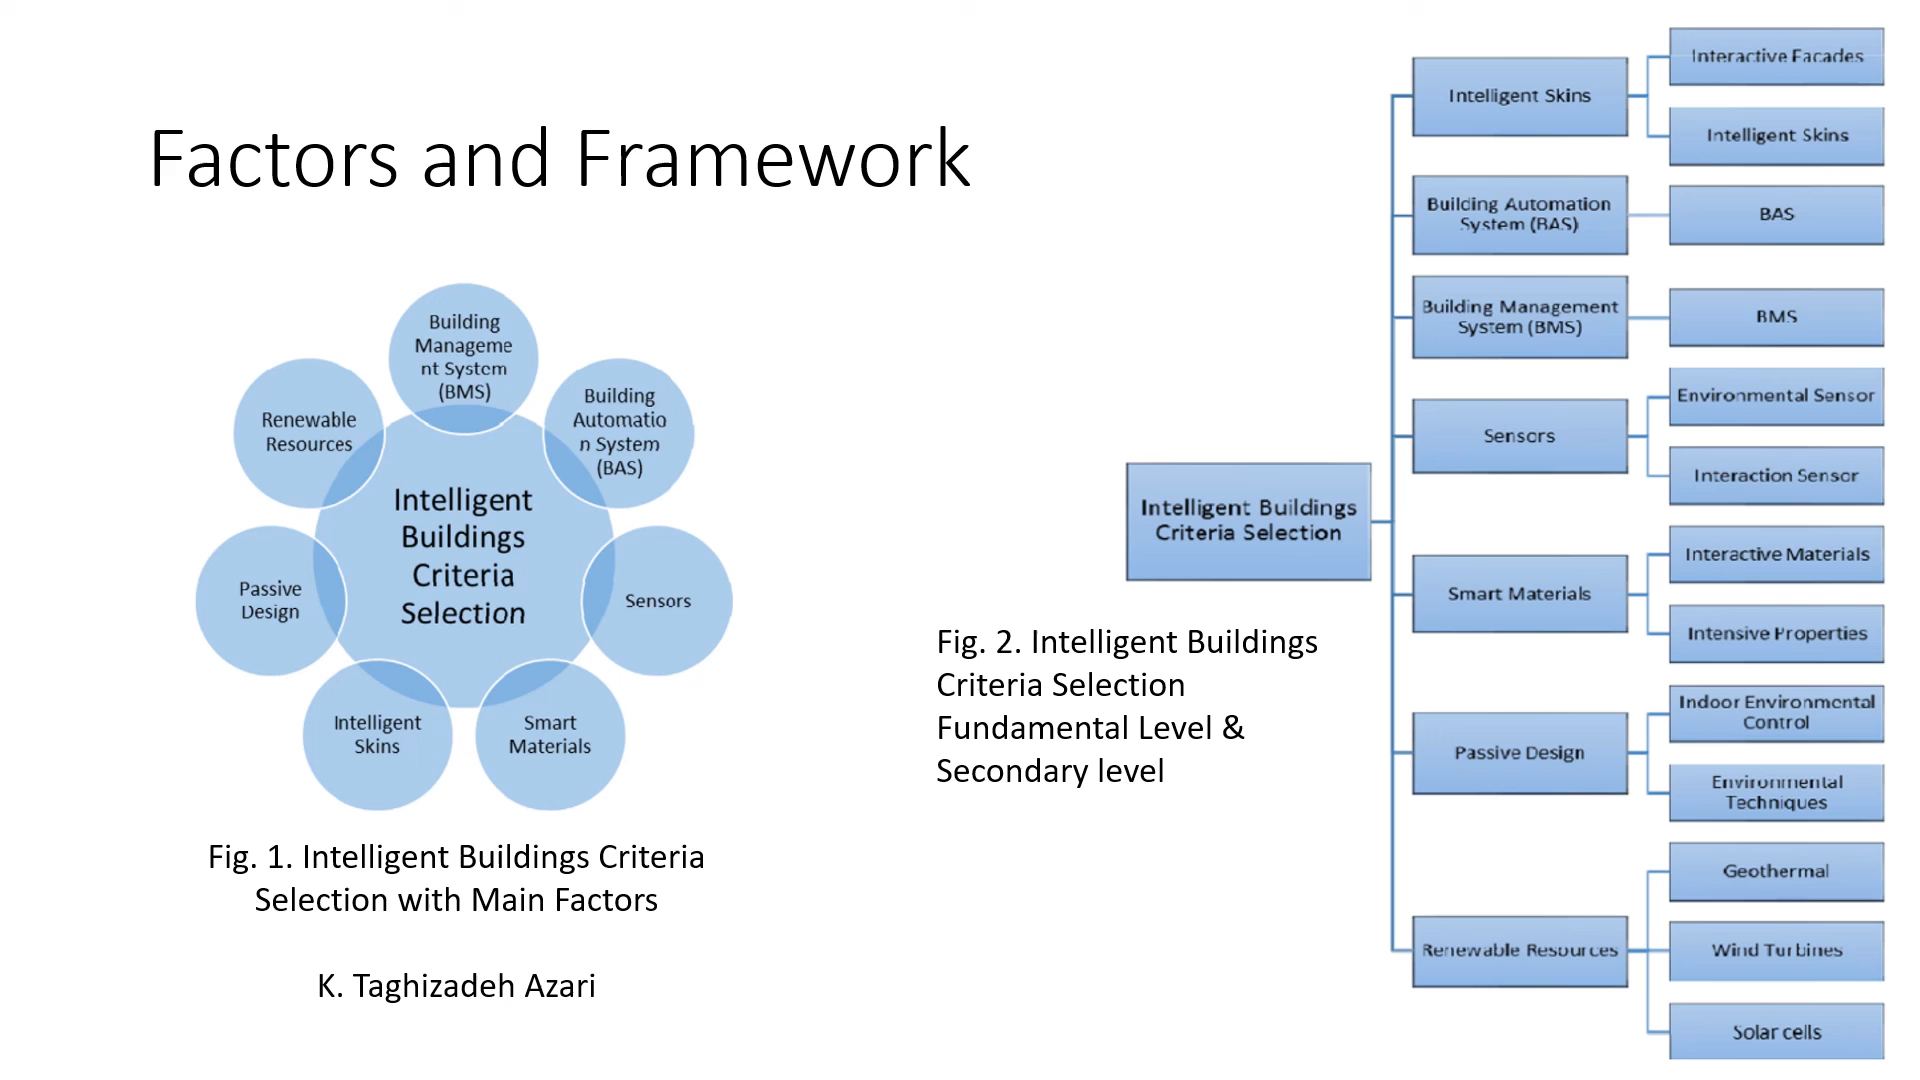 Factors and Framework
Building
Manageme
nt System
(BMS)
Building
Automatio
n System
(BAS)
Sensors
Smart
Materials
Intelligent
Skins
Passive
Design
Renewable
Resources
Intelligent
Buildings
Criteria
Selection
Fig. 1. Intelligent Buildings Criteria
Selection with Main Factors
K. Taghizadeh Azari
Fig. 2. Intelligent Buildings
Criteria Selection
Fundamental Level &
Secondary level
Intelligent Buildings
Criteria Selection
Intelligent Skins
Interactive Facades
Intelligent Skins
Building Automation
System (BAS)
BAS
Building Management
System (BMS)
BMS
Sensors
Environmental Sensor
Interaction Sensor
Smart Materials
Interactive Materials
Intensive Properties
Passive Design
Indoor Environmental
Control
Environmental
Techniques
Renewable Resources
Geothermal
Wind Turbines
Solar cells